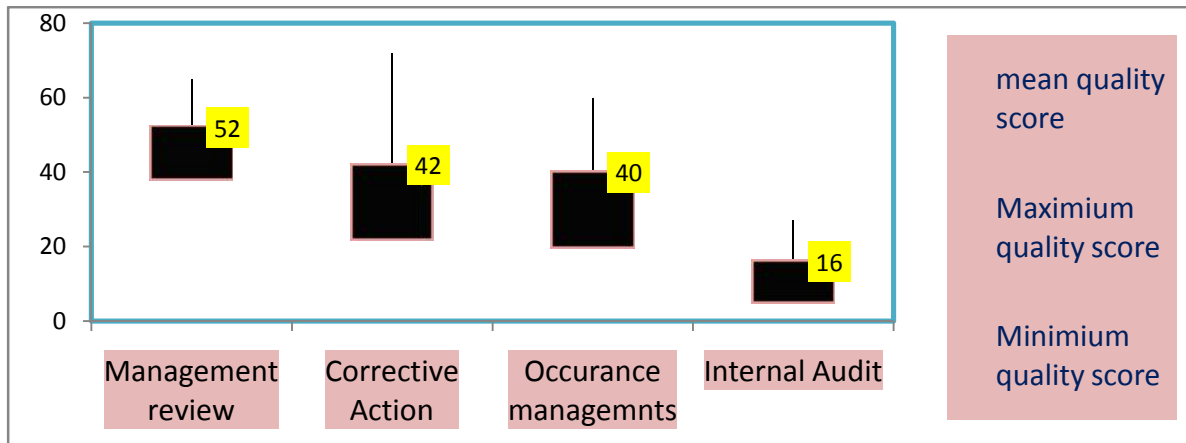 80
60
40
20
0
52
42
40
16
Management
review
Corrective
Action
Occurance
managemnts
Internal Audit
mean quality
score
Maximium
quality score
Minimium
quality score